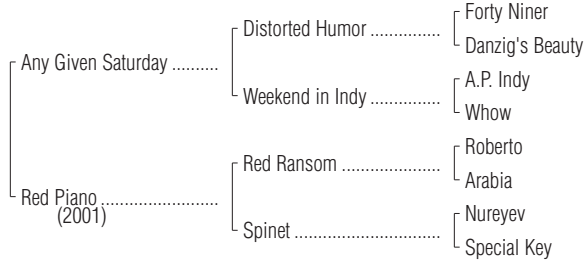 Forty Niner
Distorted Humor ..................
Danzig's Beauty
Any Given Saturday ..........
A.P. Indy
Weekend in Indy ...............
Whow
Roberto
Red Ransom ......................
Arabia
Red Piano ..........................
(2001)
Nureyev
Spinet ................................
Special Key